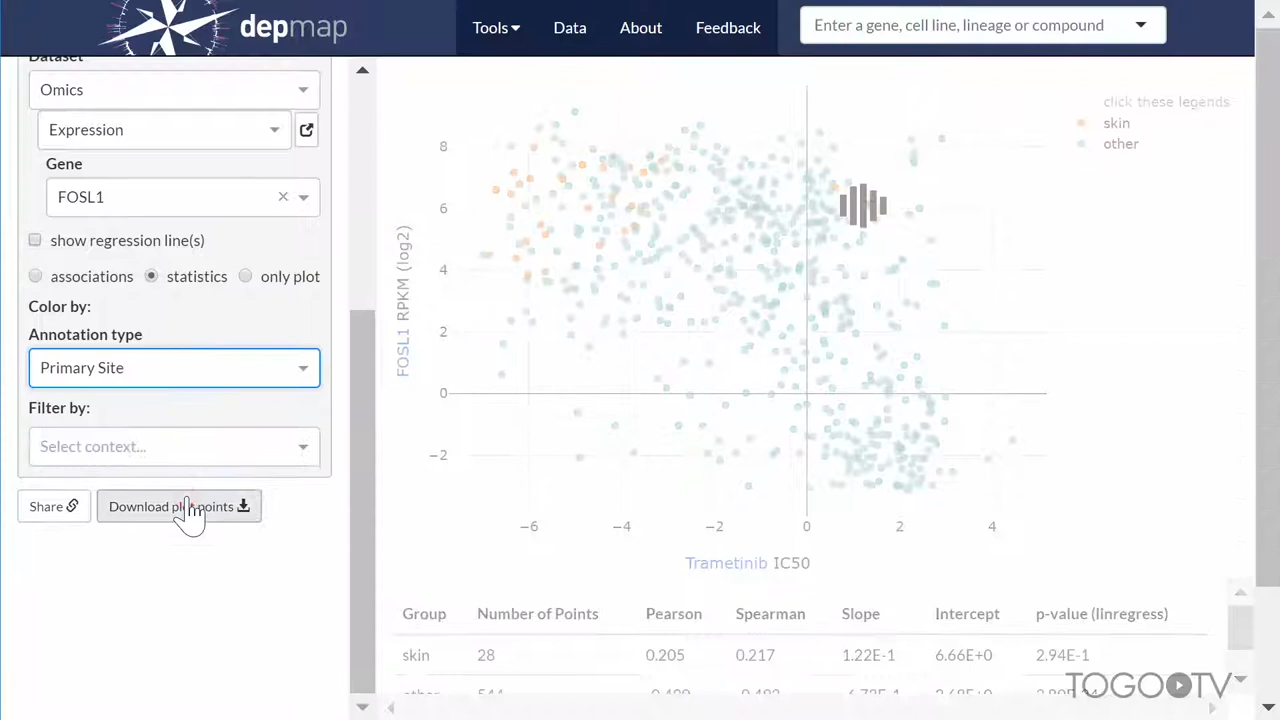 depmap
Tools
Data
About
Feedback
Enter a gene, cell line, lineage or compound
Dataset
Omics
Expression
Gene
FOSL1
show regression line(s)
associations
statistics
only plot
Color by:
Annotation type
Primary Site
Filter by:
Select context...
Share
Download plot points
click these legends
skin
other
8
6
4
2
0
−2
FOSL1 RPKM (log2)
−6
−4
−2
0
2
4
Trametinib IC50
Group Number of Points Pearson Spearman Slope Intercept p-value (linregress)
skin 28 0.205 0.217 1.22E-1 6.66E+0 2.94E-1
other
TOGOTV